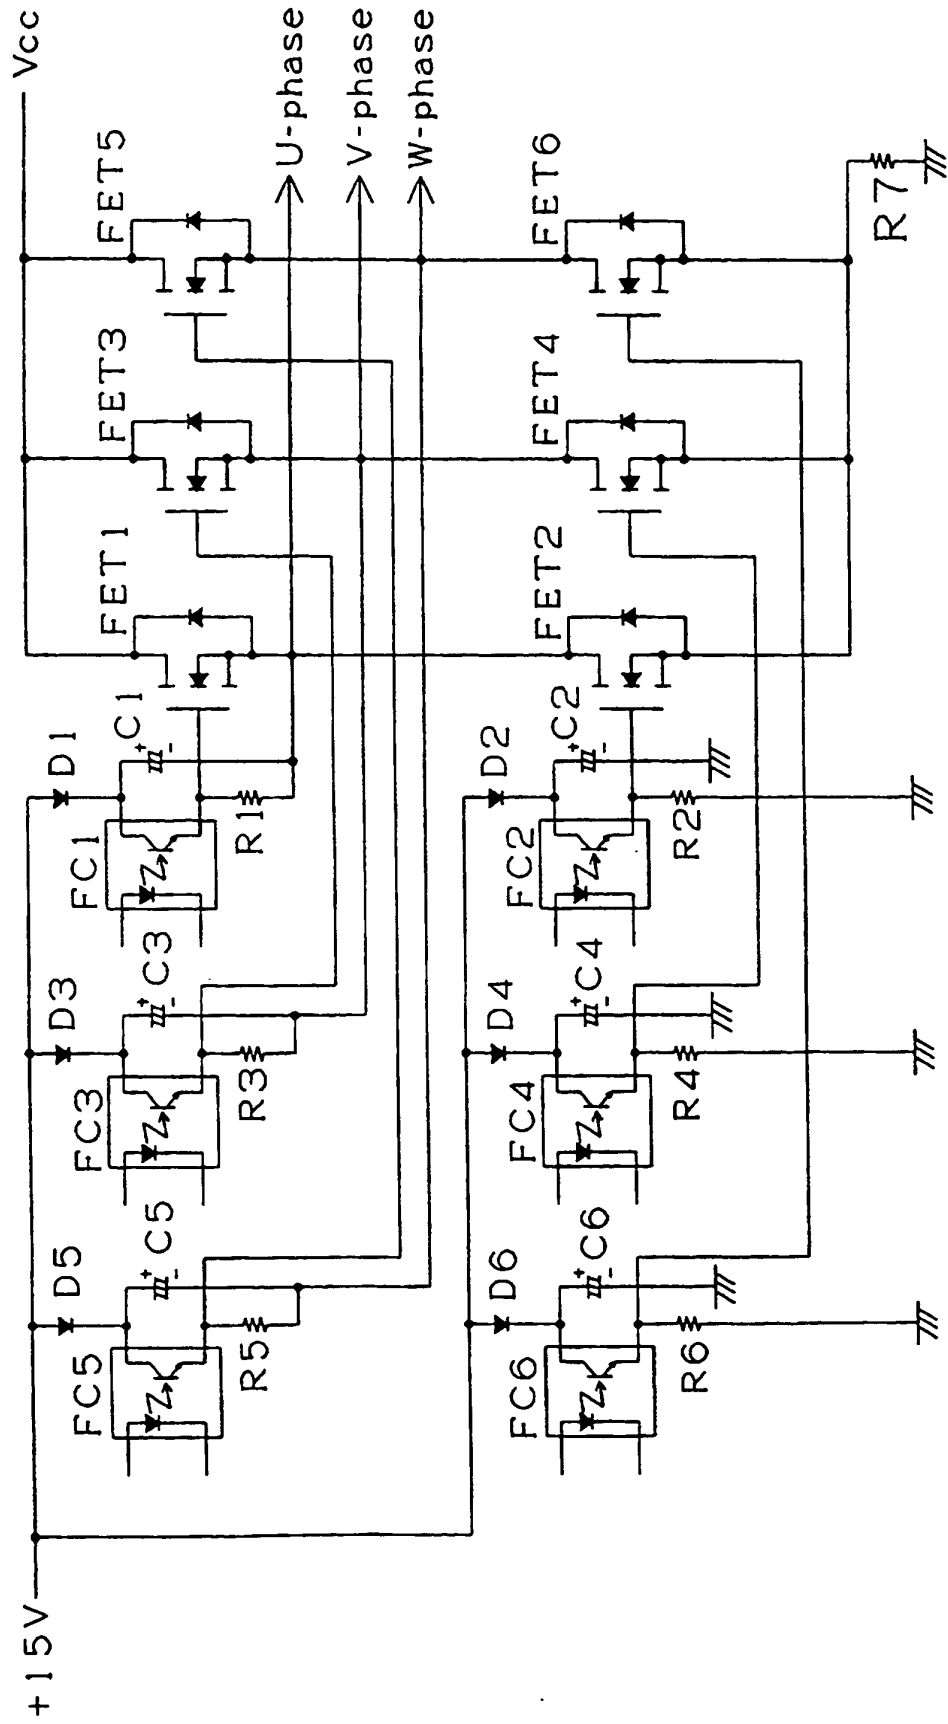 +15V
Vcc
D5
D3
D1
FET1
FET3
FET5
C5
C3
C1
FC5
FC3
FC1
R5
R3
R1
U-phase
V-phase
W-phase
D6
D4
D2
FET2
FET4
FET6
C6
C4
C2
FC6
FC4
FC2
R6
R4
R2
R7